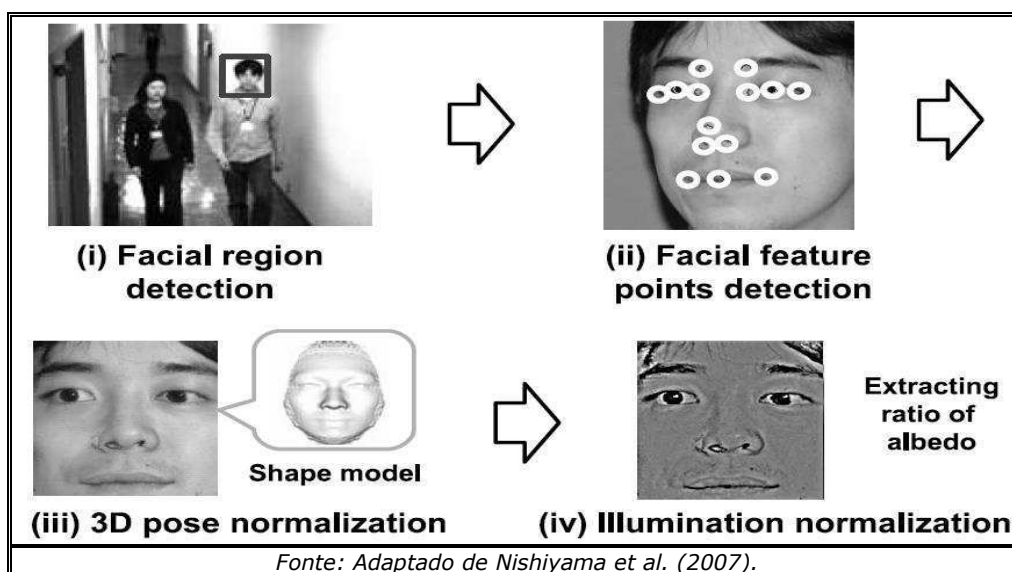 (i) Facial region
detection
(ii) Facial feature
points detection
Shape model
(iii) 3D pose normalization
Extracting
ratio of
albedo
(iv) Illumination normalization
Fonte: Adaptado de Nishiyama et al. (2007).